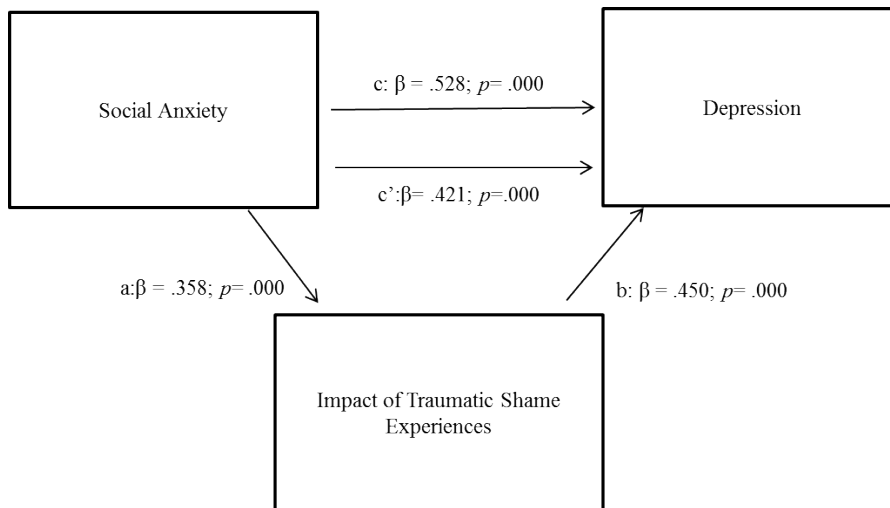 Social Anxiety
c: β = .528; p= .000
Depression
c’:β= .421; p=.000
a:β = .358; p= .000
b: β = .450; p= .000
Impact of Traumatic Shame
Experiences